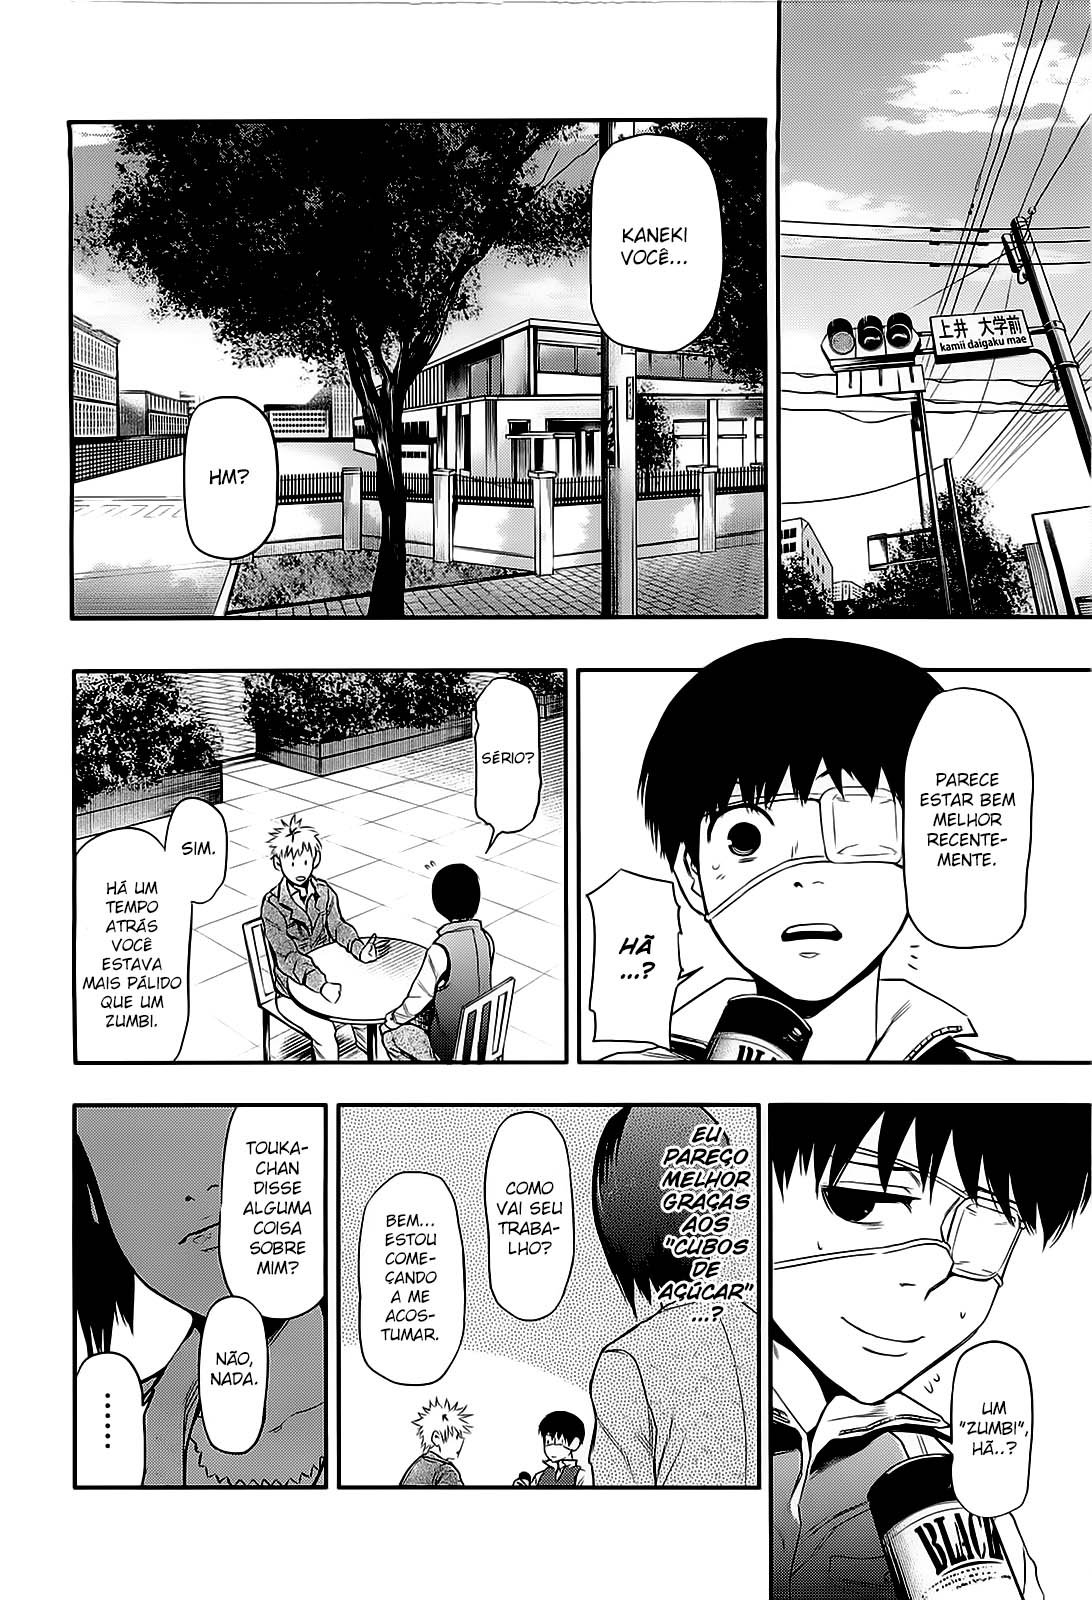 上井 大学前
kamii daigaku mae
KANEKI
VOCÊ...
HM?
PARECE
ESTAR BEM
MELHOR
RECENTE-
MENTE.
HÃ
...?
SÉRIO?
SIM.
HÁ UM
TEMPO
ATRÁS
VOCÊ
ESTAVA
MAIS PÁLIDO
QUE UM
ZUMBI.
UM
"ZUMBI",
HÃ..?
BLACK
EU
PAREÇO
MELHOR
GRAÇAS
AOS
"CUBOS
DE
AÇÚCAR"
...?
COMO
VAI SEU
TRABA-
LHO?
BEM...
ESTOU
COME-
ÇANDO
A ME
ACOS-
TUMAR.
TOUKA-
CHAN
DISSE
ALGUMA
COISA
SOBRE
MIM?
NÃO,
NADA.
......